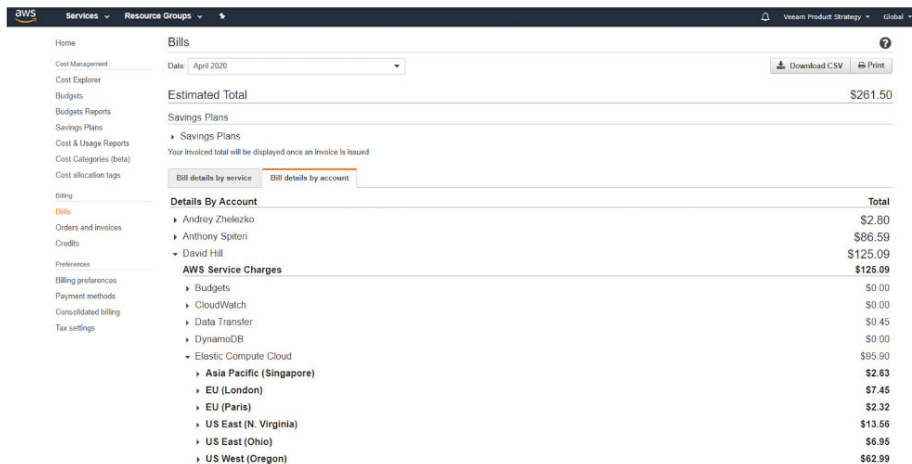 aws Services Resource Groups Veeam Product Strategy Global
Home
Cost Management
Cost Explorer
Budgets
Budgets Reports
Savings Plans
Cost & Usage Reports
Cost Categories (beta)
Cost allocation tags
Billing
Bills
Orders and invoices
Credits
Preferences
Billing preferences
Payment methods
Consolidated billing
Tax settings
Bills ?
Date: April 2020 Download CSV Print
Estimated Total $261.50
Savings Plans
Savings Plans
Your invoiced total will be displayed once an invoice is issued.
Bill details by service Bill details by account
Details By Account Total
Andrey Zhelezko $2.80
Anthony Spiteri $86.59
David Hill $125.09
AWS Service Charges $125.09
Budgets $0.00
CloudWatch $0.00
Data Transfer $0.45
DynamoDB $0.00
Elastic Compute Cloud $95.90
Asia Pacific (Singapore) $2.63
EU (London) $7.45
EU (Paris) $2.32
US East (N. Virginia) $13.56
US East (Ohio) $6.95
US West (Oregon) $62.99